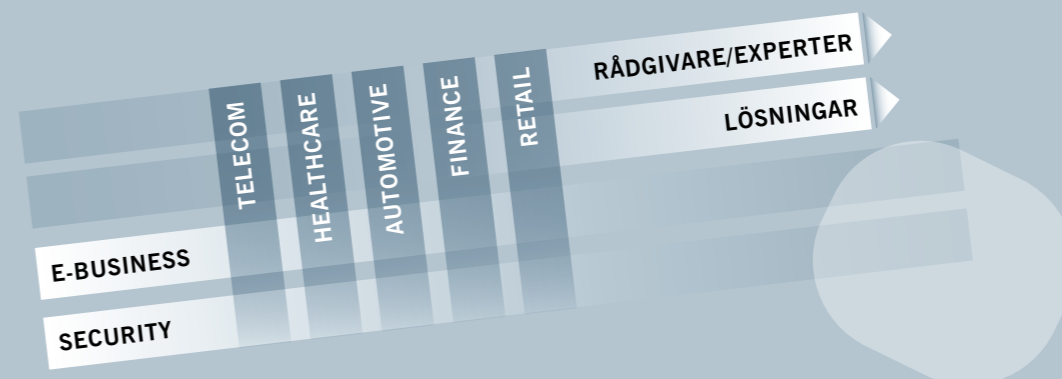 RÅDGIVARE/EXPERTER
LÖSNINGAR
TELECOM
HEALTHCARE
AUTOMOTIVE
FINANCE
RETAIL
E-BUSINESS
SECURITY